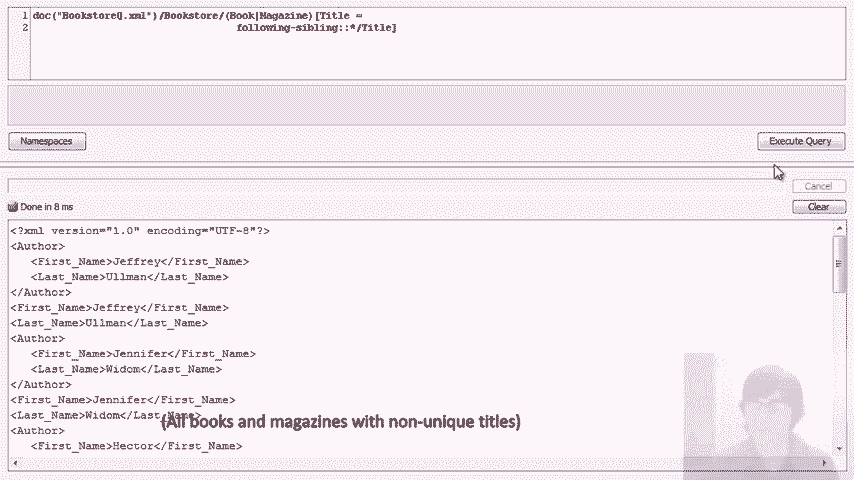 1 doc("BookstoreQ.xml")/Bookstore/(Book|Magazine)[Title =
2 following-sibling::*/Title]
Namespaces
Execute Query
Cancel
Done in 8 ms
Clear
<?xml version="1.0" encoding="UTF-8"?>
<Author>
<First_Name>Jeffrey</First_Name>
<Last_Name>Ullman</Last_Name>
</Author>
<First_Name>Jeffrey</First_Name>
<Last_Name>Ullman</Last_Name>
<Author>
<First_Name>Jennifer</First_Name>
<Last_Name>Widom</Last_Name>
</Author>
<First_Name>Jennifer</First_Name>
<Last_Name>Widom</Last_Name>
(All books and magazines with non-unique titles)
<Author>
<First_Name>Hector</First_Name>